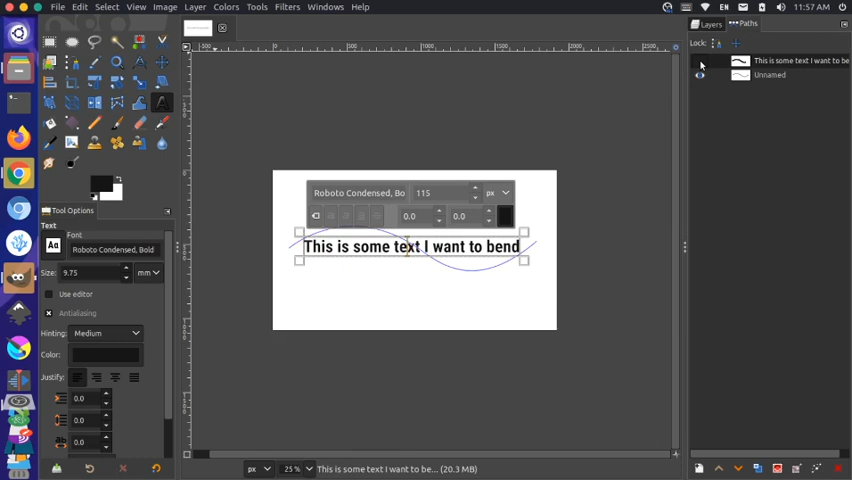 Image File Edit Select View Image Layer Colors Tools Filters Windows Help EN 11:57 AM
Layers Paths
Lock:
This is some text I want to be
Unnamed
-500 0 500 1000 1500 2000 2500
Roboto Condensed, Bo 115 px
0.0 0.0
This is some text I want to bend
Tool Options
Text
Font
Aa Roboto Condensed, Bold
Size: 9.75 mm
Use editor
Antialiasing
Hinting: Medium
Color:
Justify:
0.0
0.0
0.0
px 25 % This is some text I want to be... (20.3 MB)